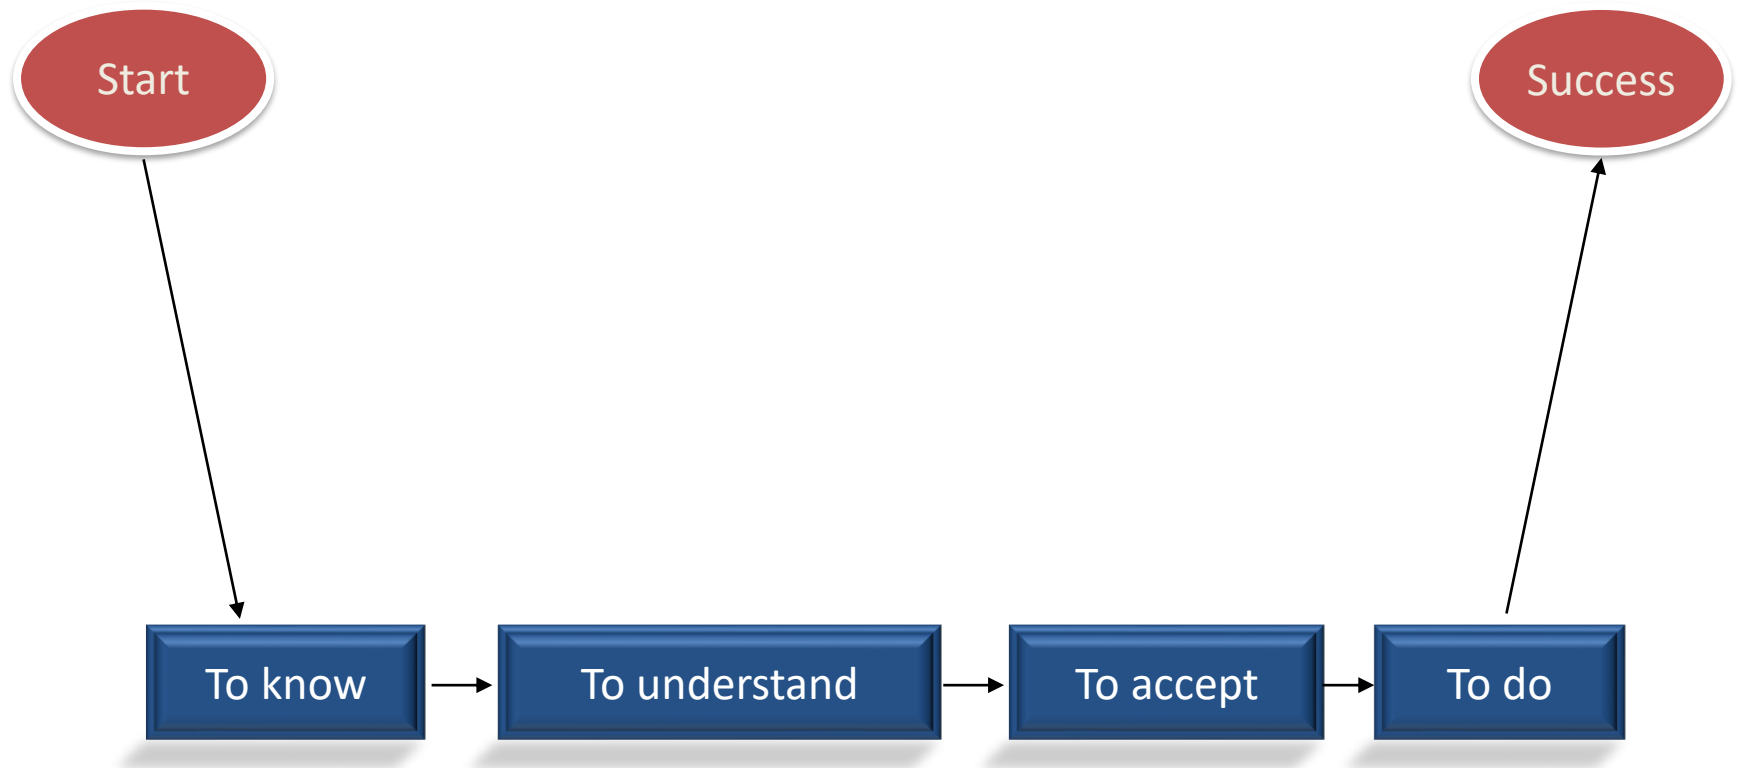 Start
Success
To know
To understand
To accept
To do